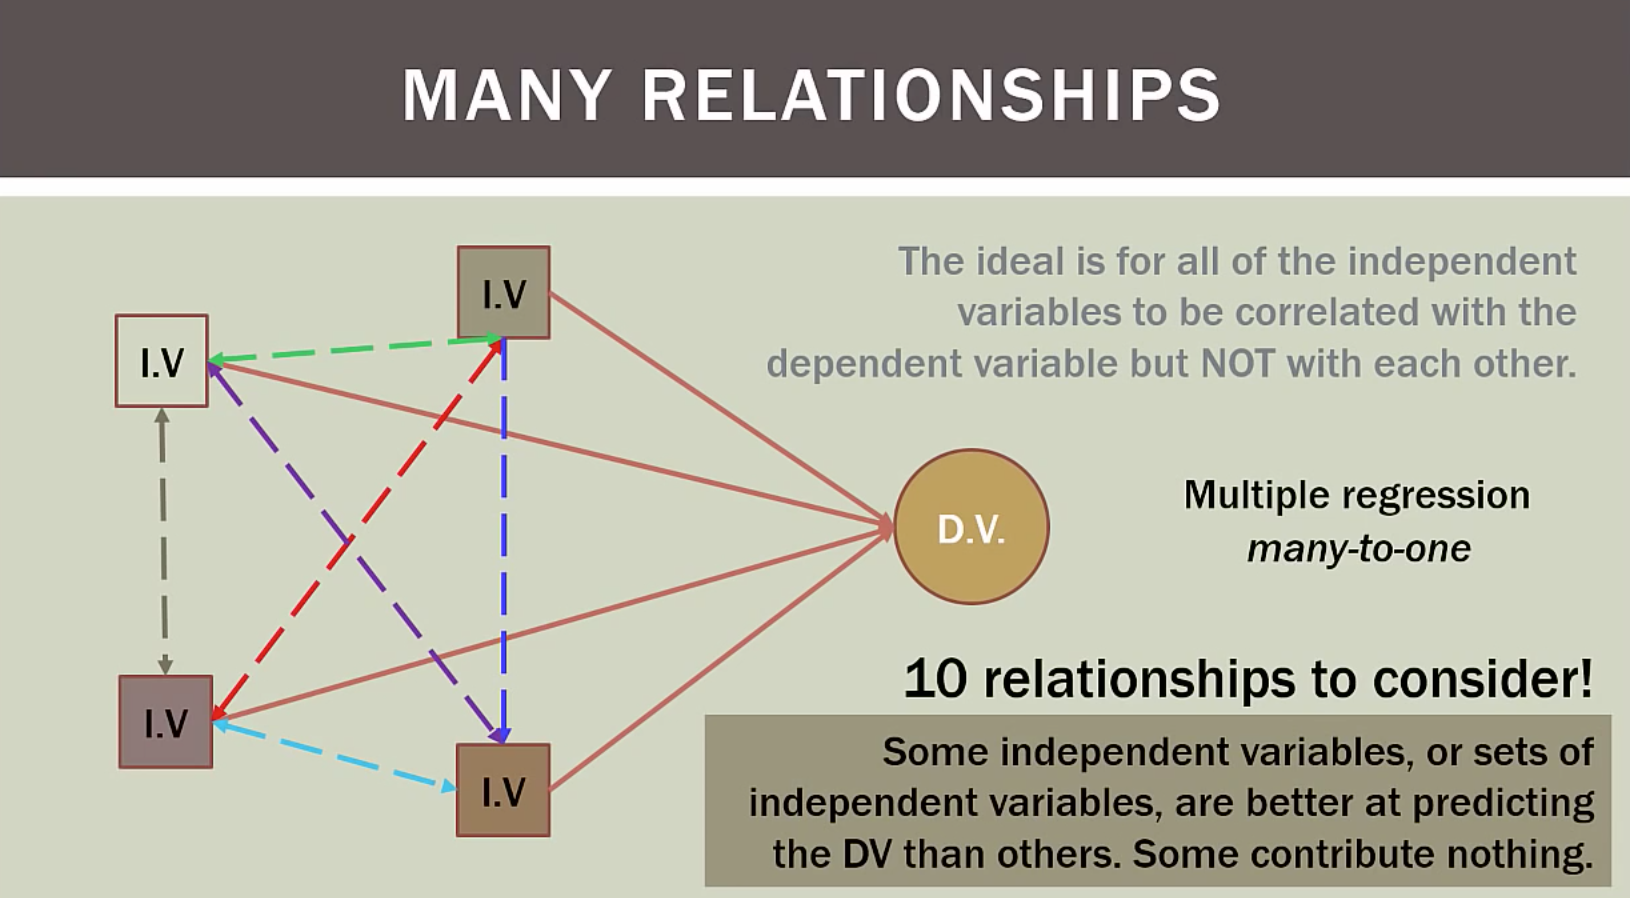 MANY RELATIONSHIPS
The ideal is for all of the independent
variables to be correlated with the
dependent variable but NOT with each other.
I.V
I.V
D.V.
Multiple regression
many-to-one
10 relationships to consider!
I.V
I.V
Some independent variables, or sets of
independent variables, are better at predicting
the DV than others. Some contribute nothing.